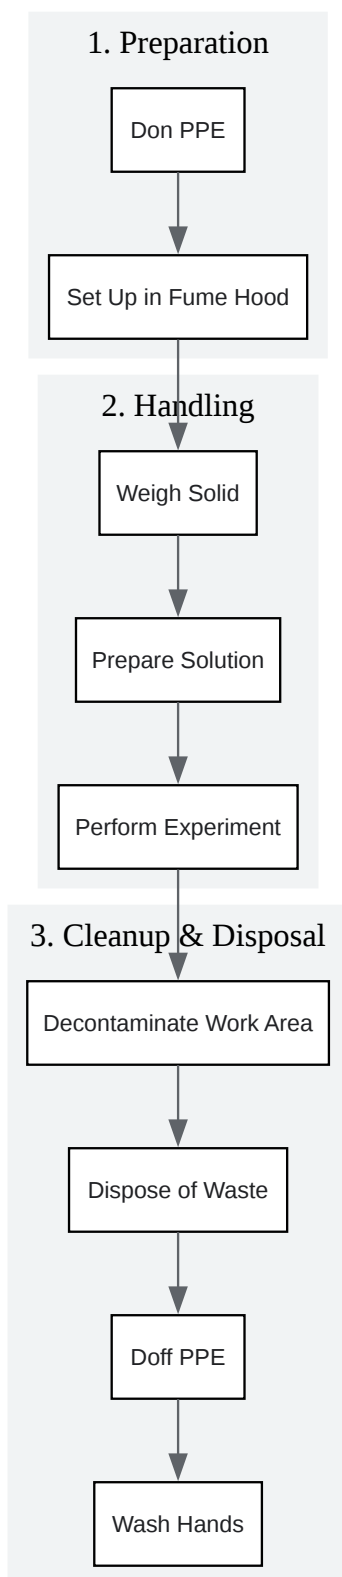 1. Preparation
Don PPE
Set Up in Fume Hood
2. Handling
Weigh Solid
Prepare Solution
Perform Experiment
3. Cleanup & Disposal
Decontaminate Work Area
Dispose of Waste
Doff PPE
Wash Hands